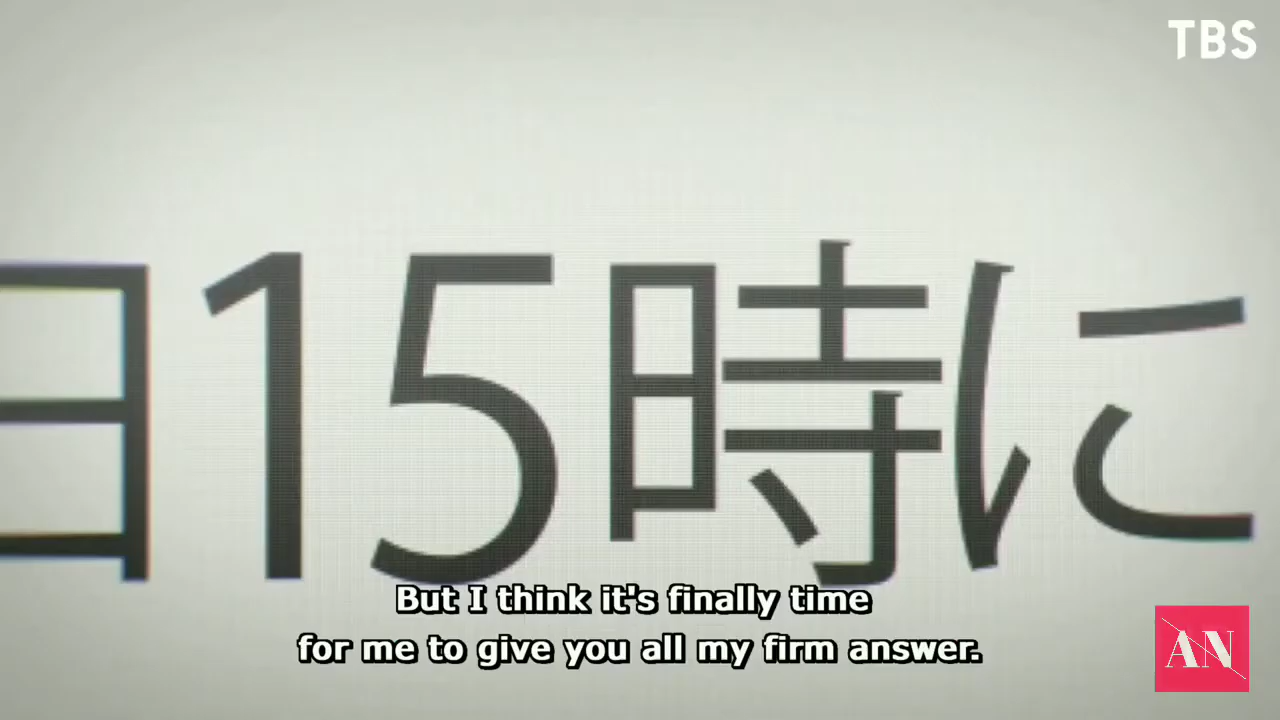 TBS
日15時に
But I think it's finally time
for me to give you all my firm answer.
AN